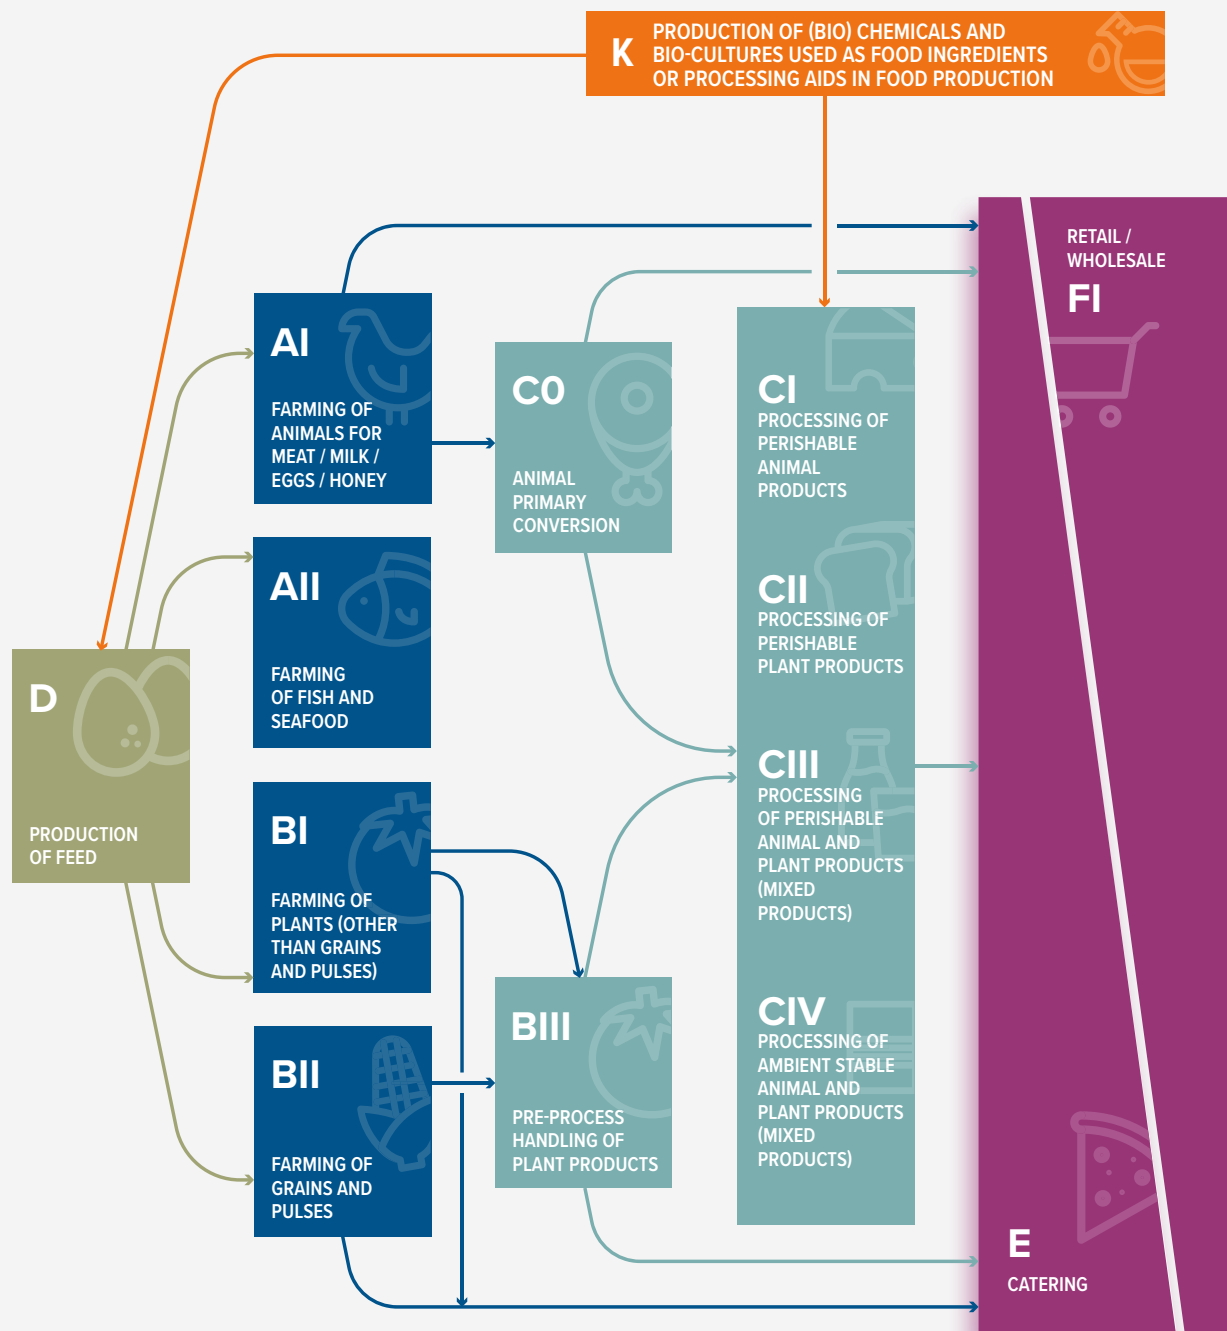 K
PRODUCTION OF (BIO) CHEMICALS AND
BIO-CULTURES USED AS FOOD INGREDIENTS
OR PROCESSING AIDS IN FOOD PRODUCTION
RETAIL /
WHOLESALE
FI
AI
FARMING OF
ANIMALS FOR
MEAT / MILK /
EGGS / HONEY
C0
ANIMAL
PRIMARY
CONVERSION
CI
PROCESSING OF
PERISHABLE
ANIMAL
PRODUCTS
AII
FARMING
OF FISH AND
SEAFOOD
CII
PROCESSING OF
PERISHABLE
PLANT PRODUCTS
D
PRODUCTION
OF FEED
BI
FARMING OF
PLANTS (OTHER
THAN GRAINS
AND PULSES)
CIII
PROCESSING
OF PERISHABLE
ANIMAL AND
PLANT PRODUCTS
(MIXED
PRODUCTS)
BII
FARMING OF
GRAINS AND
PULSES
BIII
PRE-PROCESS
HANDLING OF
PLANT PRODUCTS
CIV
PROCESSING OF
AMBIENT STABLE
ANIMAL AND
PLANT PRODUCTS
(MIXED
PRODUCTS)
E
CATERING